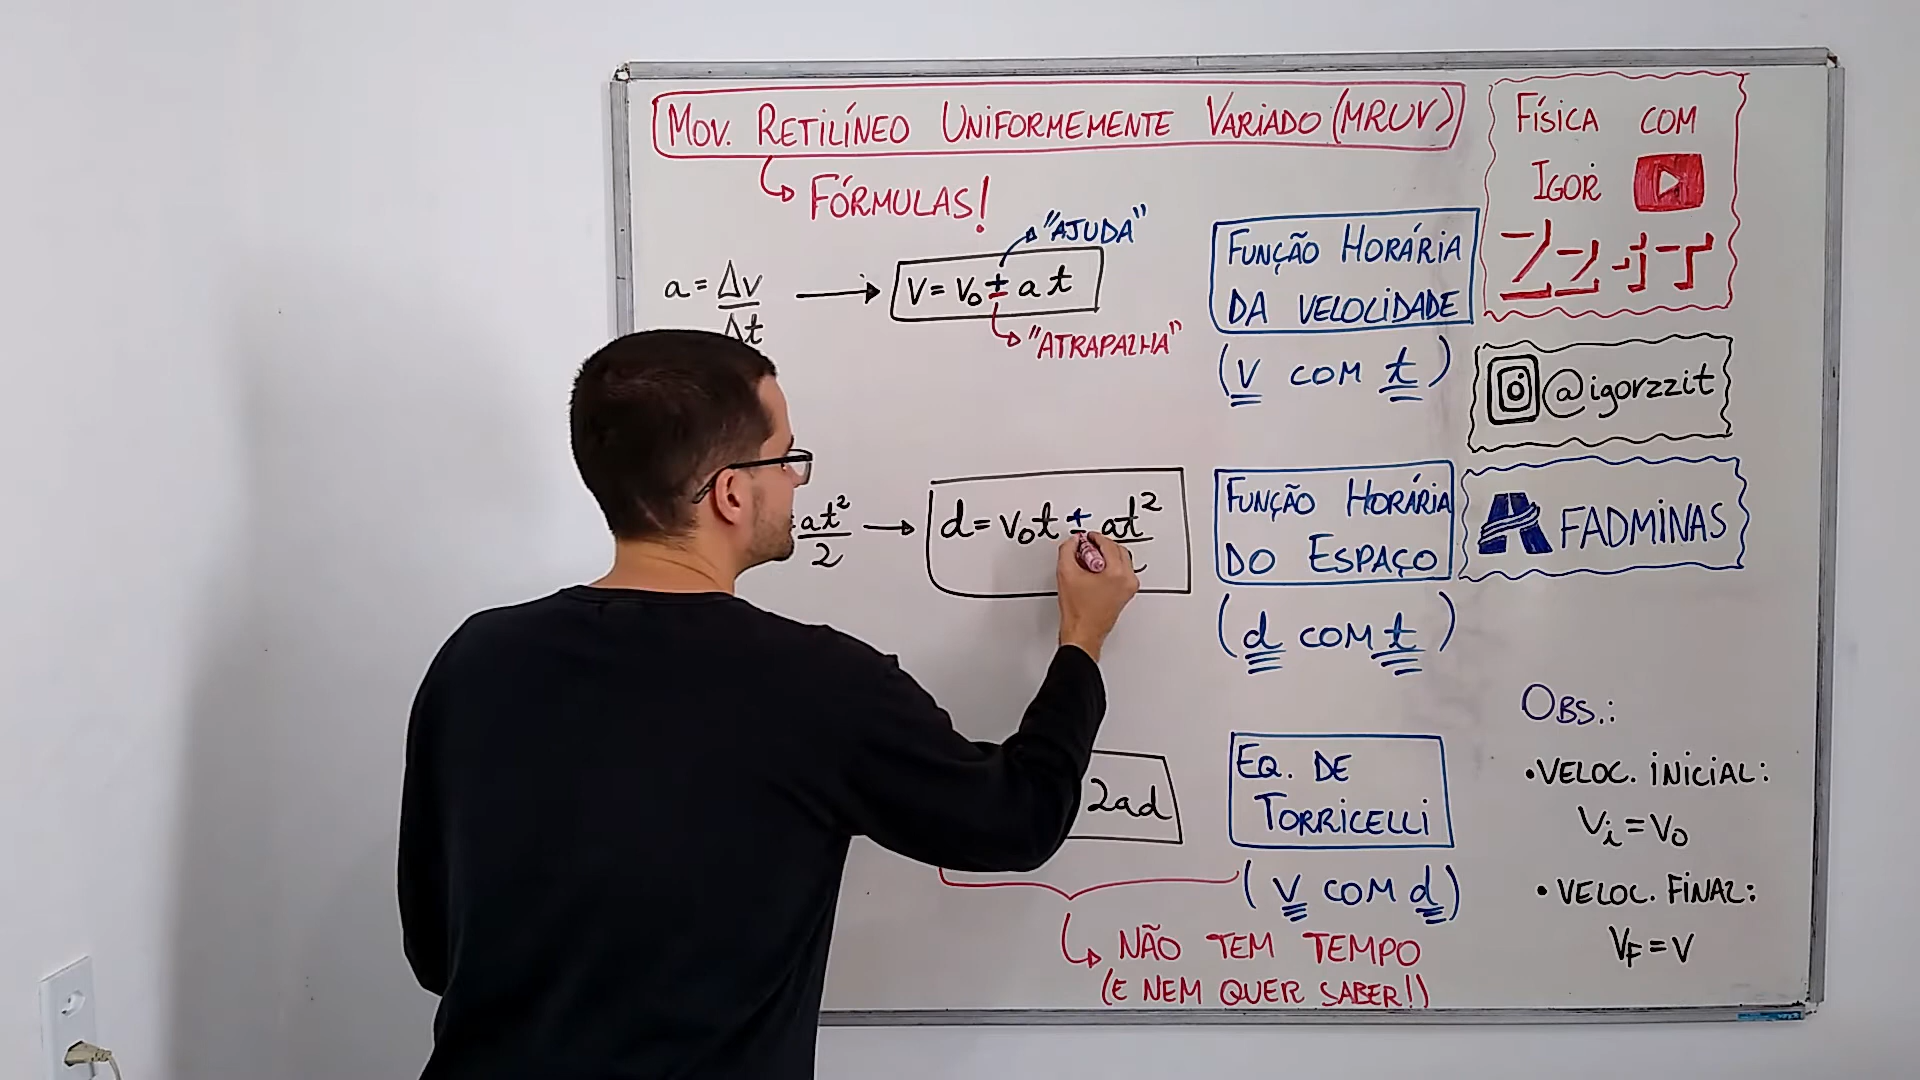 MOV. RETILÍNEO UNIFORMEMENTE VARIADO (MRUV)
FÓRMULAS!
a = Δv/Δt
V = V₀ ± at
"AJUDA"
"ATRAPALHA"
FUNÇÃO HORÁRIA
DA VELOCIDADE
(V COM t)
at²/2
d = V₀t ± at²/2
FUNÇÃO HORÁRIA
DO ESPAÇO
(d COM t)
2ad
EQ. DE
TORRICELLI
(V COM d)
NÃO TEM TEMPO
(E NEM QUER SABER!)
FÍSICA COM
IGOR
@igorzzit
FADMINAS
OBS.:
• VELOC. INICIAL:
Vi = V₀
• VELOC. FINAL:
VF = V